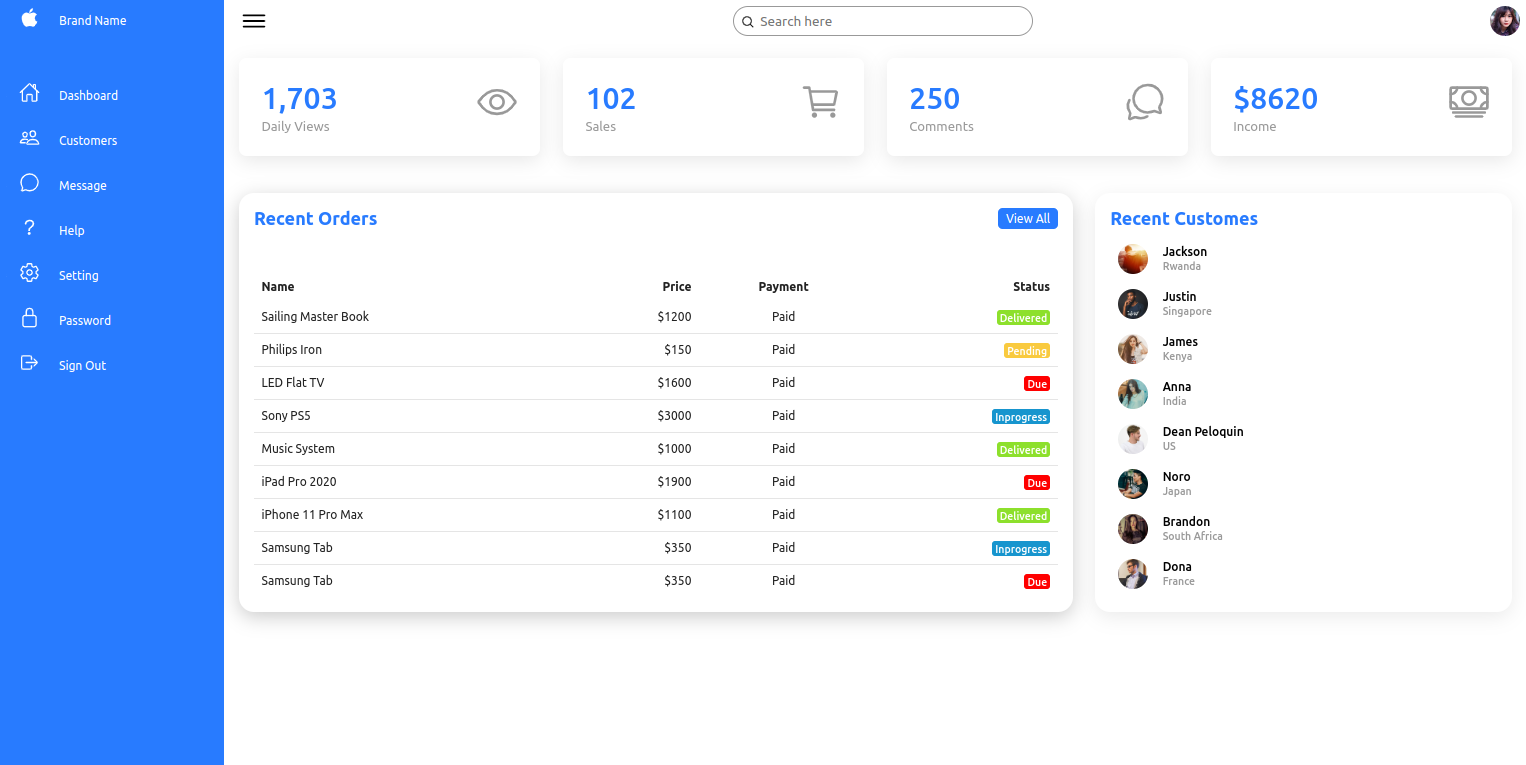 Brand Name
Dashboard
Customers
Message
Help
Setting
Password
Sign Out
Search here
1,703
Daily Views
102
Sales
250
Comments
$8620
Income
Recent Orders
View All
Name Price Payment Status
Sailing Master Book $1200 Paid Delivered
Philips Iron $150 Paid Pending
LED Flat TV $1600 Paid Due
Sony PS5 $3000 Paid Inprogress
Music System $1000 Paid Delivered
iPad Pro 2020 $1900 Paid Due
iPhone 11 Pro Max $1100 Paid Delivered
Samsung Tab $350 Paid Inprogress
Samsung Tab $350 Paid Due
Recent Customes
Jackson
Rwanda
Justin
Singapore
James
Kenya
Anna
India
Dean Peloquin
US
Noro
Japan
Brandon
South Africa
Dona
France